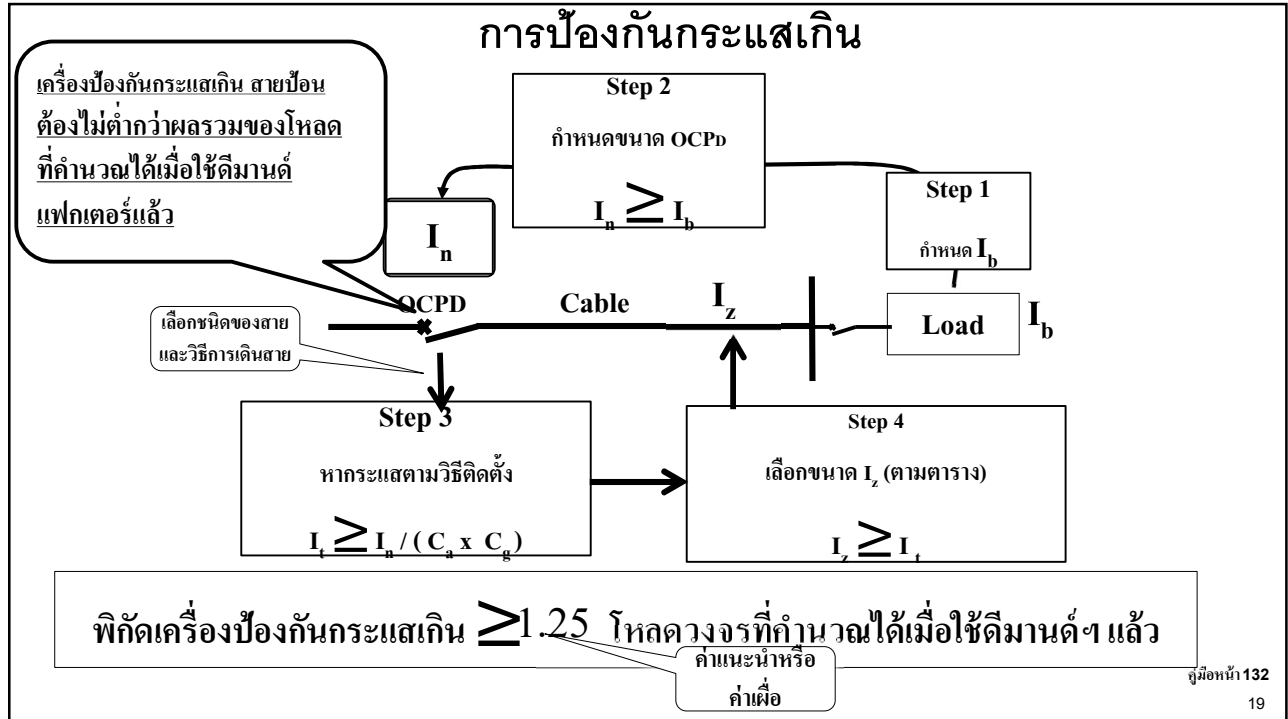 การป้องกันกระแสเกิน
เครื่องป้องกันกระแสเกิน สายป้อน
ต้องไม่ต่ำกว่าผลรวมของโหลด
ที่คำนวณได้เมื่อใช้ดีมานด์
แฟกเตอร์แล้ว
Step 2
กำหนดขนาด OCPD
I_n ≥ I_b
Step 1
กำหนด I_b
I_n
OCPD
Cable
I_z
Load
I_b
เลือกชนิดของสาย
และวิธีการเดินสาย
Step 3
หากระแสตามวิธีติดตั้ง
I_t ≥ I_n / ( C_a x C_g )
Step 4
เลือกขนาด I_z (ตามตาราง)
I_z ≥ I_t
พิกัดเครื่องป้องกันกระแสเกิน ≥1.25 โหลดวงจรที่คำนวณได้เมื่อใช้ดีมานด์ฯ แล้ว
ค่าแนะนำหรือ
ค่าเผื่อ
คู่มือหน้า 132
19